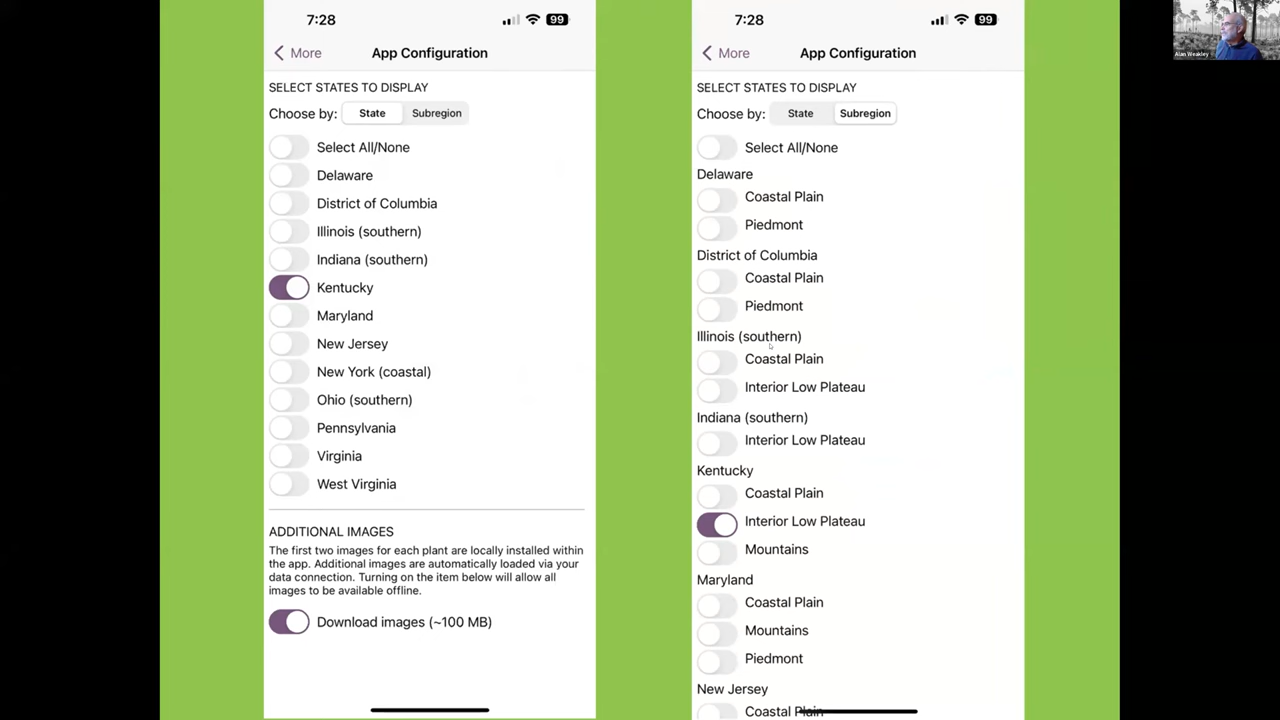 7:28
99
More
App Configuration
SELECT STATES TO DISPLAY
Choose by:
State
Subregion
Select All/None
Delaware
District of Columbia
Illinois (southern)
Indiana (southern)
Kentucky
Maryland
New Jersey
New York (coastal)
Ohio (southern)
Pennsylvania
Virginia
West Virginia
ADDITIONAL IMAGES
The first two images for each plant are locally installed within
the app. Additional images are automatically loaded via your
data connection. Turning on the item below will allow all
images to be available offline.
Download images (~100 MB)
7:28
99
More
App Configuration
SELECT STATES TO DISPLAY
Choose by:
State
Subregion
Select All/None
Delaware
Coastal Plain
Piedmont
District of Columbia
Coastal Plain
Piedmont
Illinois (southern)
Coastal Plain
Interior Low Plateau
Indiana (southern)
Interior Low Plateau
Kentucky
Coastal Plain
Interior Low Plateau
Mountains
Maryland
Coastal Plain
Mountains
Piedmont
New Jersey
Coastal Plain
Alan Weakley